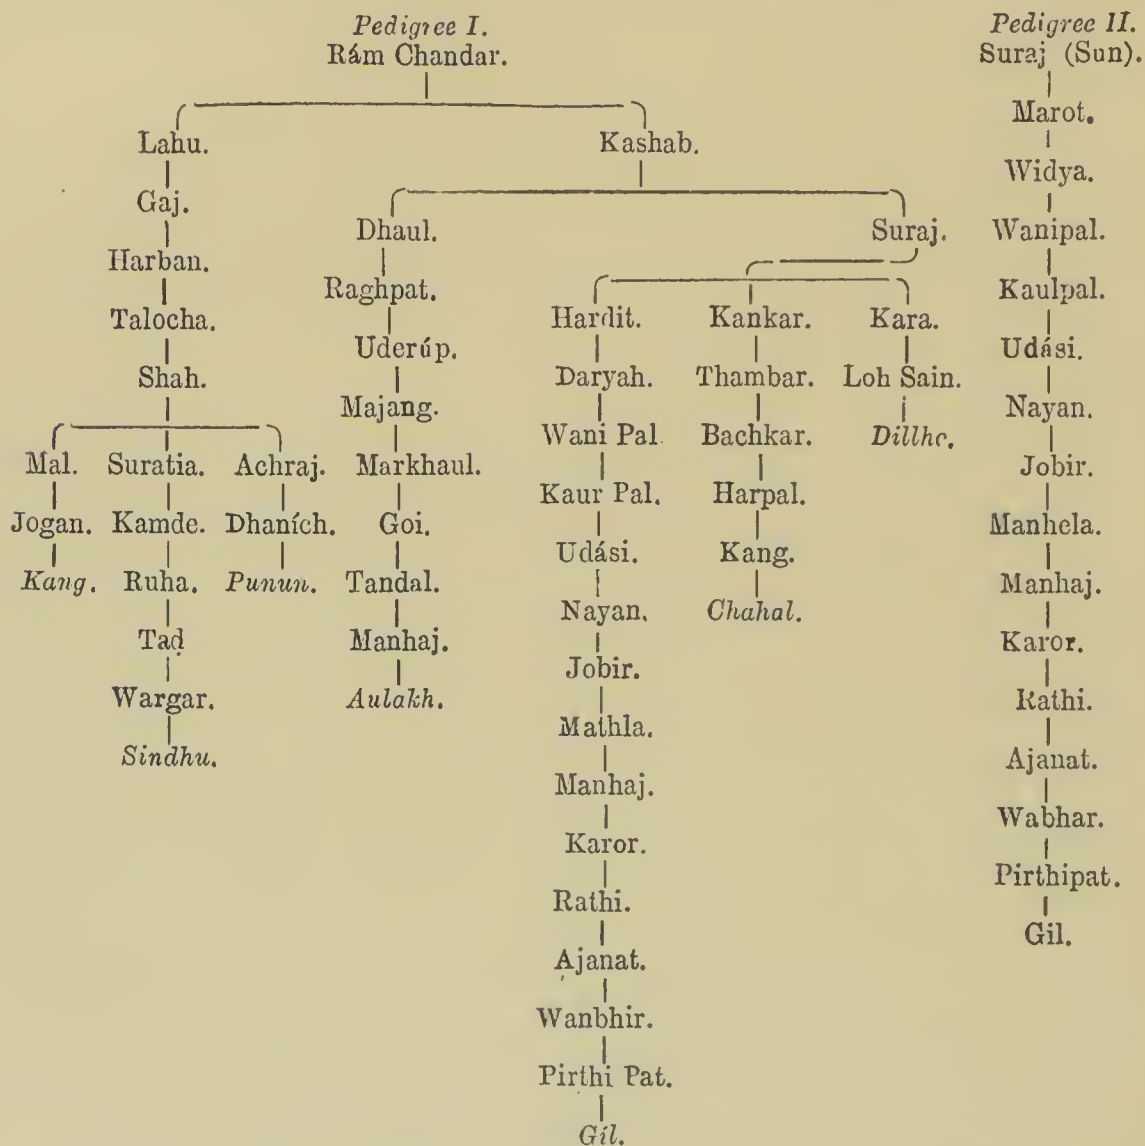 Pedigree I.
Rám Chandar.
Lahu. Kashab.
Gaj.
Dhaul. Suraj.
Harban.
Raghpat.
Talocha. Hardit. Kankar. Kara.
Uderúp.
Shah. Daryah. Thambar. Loh Sain.
Majang.
Wani Pal. Bachkar. Dillhe.
Mal. Suratia. Achraj. Markhaul.
Kaur Pal. Harpal.
Jogan. Kamde. Dhaních. Goi.
Udási. Kang.
Kang. Ruha. Punun. Tandal.
Nayan. Chahal.
Tad Manhaj.
Jobir.
Wargar. Aulakh.
Mathla.
Sindhu.
Manhaj.
Karor.
Rathi.
Ajanat.
Wanbhir.
Pirthi Pat.
Gíl.
Pedigree II.
Suraj (Sun).
Marot.
Widya.
Wanipal.
Kaulpal.
Udási.
Nayan.
Jobir.
Manhela.
Manhaj.
Karor.
Rathi.
Ajanat.
Wabhar.
Pirthipat.
Gil.